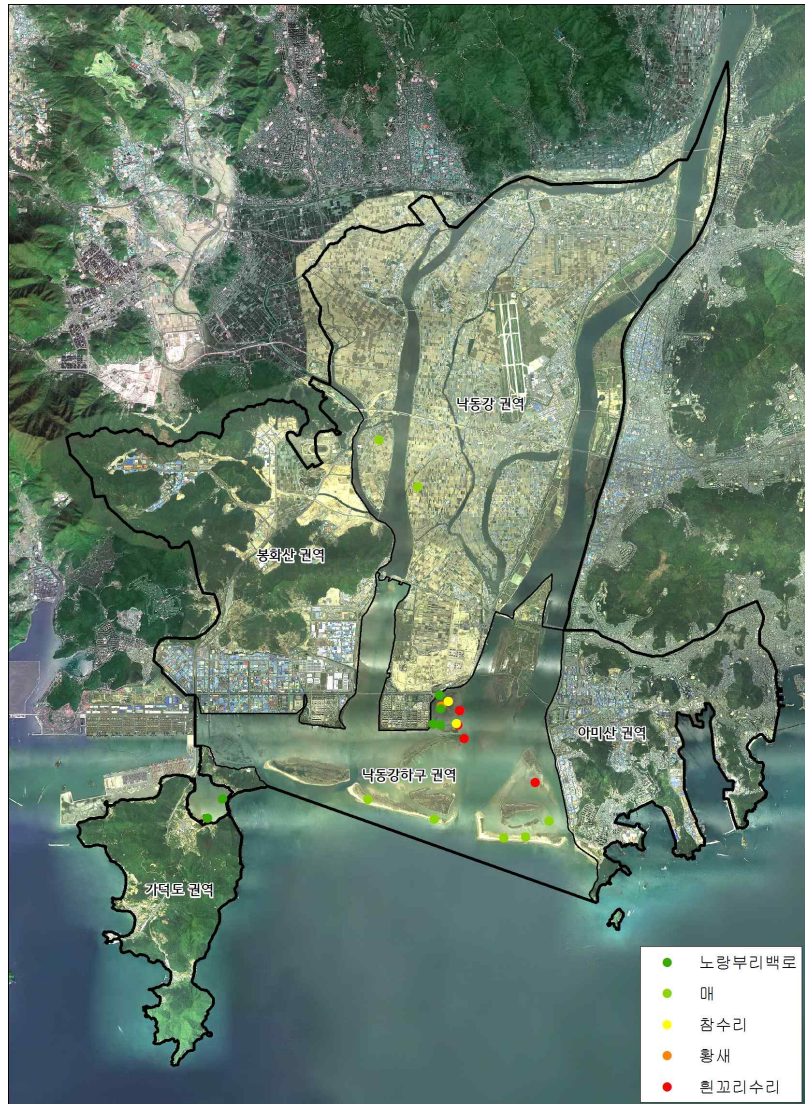 낙동강 권역
봉화산 권역
아미산 권역
낙동강하구 권역
가덕도 권역
노랑부리백로
매
참수리
황새
흰꼬리수리